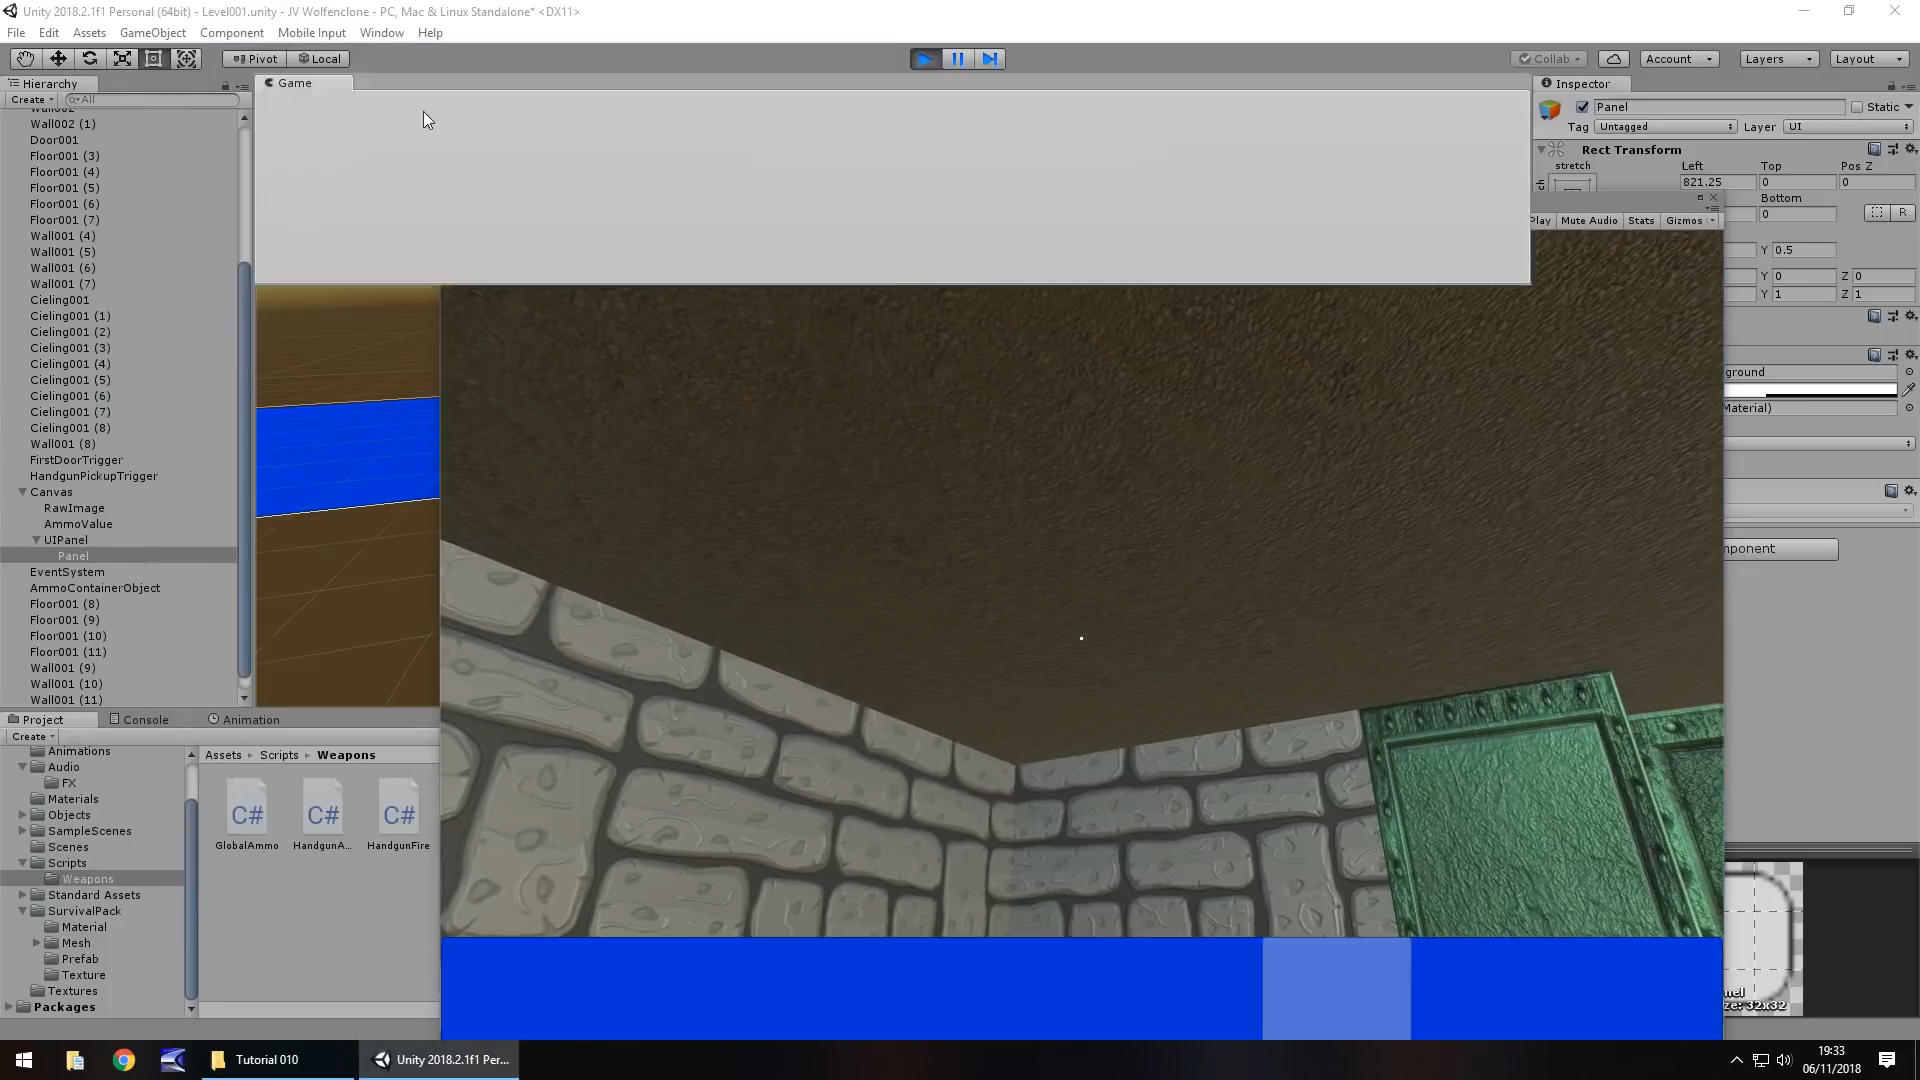 Unity 2018.2.1f1 Personal (64bit) - Level001.unity - JV Wolfenclone - PC, Mac & Linux Standalone* <DX11>
File Edit Assets GameObject Component Mobile Input Window Help
Pivot Local Collab Account Layers Layout
Hierarchy
Create All
Wall002 (1)
Door001
Floor001 (3)
Floor001 (4)
Floor001 (5)
Floor001 (6)
Floor001 (7)
Wall001 (4)
Wall001 (5)
Wall001 (6)
Wall001 (7)
Cieling001
Cieling001 (1)
Cieling001 (2)
Cieling001 (3)
Cieling001 (4)
Cieling001 (5)
Cieling001 (6)
Cieling001 (7)
Cieling001 (8)
Wall001 (8)
FirstDoorTrigger
HandgunPickupTrigger
Canvas
RawImage
AmmoValue
UIPanel
Panel
EventSystem
AmmoContainerObject
Floor001 (8)
Floor001 (9)
Floor001 (10)
Floor001 (11)
Wall001 (9)
Wall001 (10)
Wall001 (11)
Game
Play Mute Audio Stats Gizmos
Inspector
Panel Static
Tag Untagged Layer UI
Rect Transform
stretch Left Top Pos Z
821.25 0 0
Bottom
0 R
Y 0.5
Y 0 Z 0
Y 1 Z 1
ground
Material)
mponent
nel
ze: 32x32
Project Console Animation
Create
Animations
Audio
FX
Materials
Objects
SampleScenes
Scenes
Scripts
Weapons
Standard Assets
SurvivalPack
Material
Mesh
Prefab
Texture
Textures
Packages
Assets Scripts Weapons
C# C# C#
GlobalAmmo HandgunA... HandgunFire
Tutorial 010
Unity 2018.2.1f1 Per...
19:33
06/11/2018